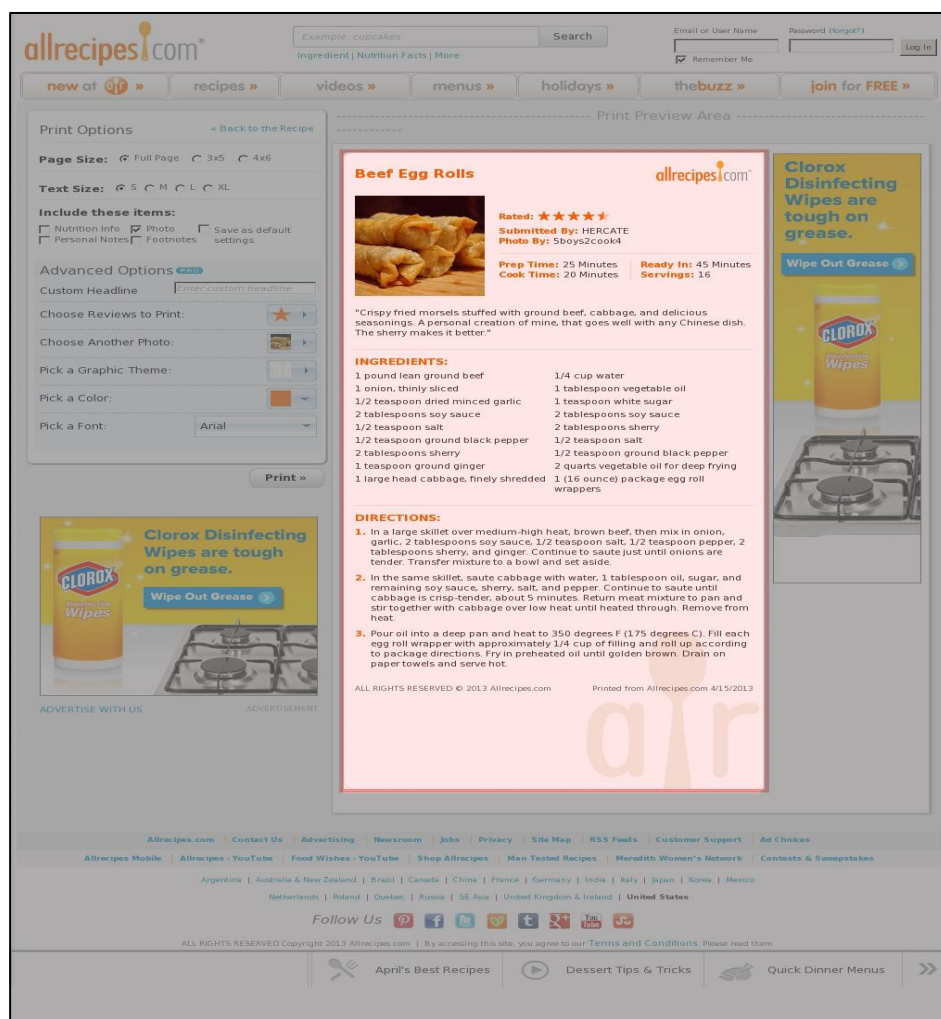 allrecipes.com®
Example: cupcakes
Search
Ingredient | Nutrition Facts | More
Email or User Name
Password (forgot?)
Remember Me
Log In
new at ar »
recipes »
videos »
menus »
holidays »
thebuzz »
join for FREE »
Print Options
« Back to the Recipe
Page Size: Full Page 3x5 4x6
Text Size: S M L XL
Include these items:
Nutrition Info Photo Save as default settings
Personal Notes Footnotes
Advanced Options PRO
Custom Headline Enter custom headline
Choose Reviews to Print:
Choose Another Photo:
Pick a Graphic Theme:
Pick a Color:
Pick a Font: Arial
Print »
Clorox Disinfecting
Wipes are tough
on grease.
Wipe Out Grease
CLOROX
Disinfecting
Wipes
ADVERTISE WITH US
ADVERTISEMENT
Print Preview Area
Beef Egg Rolls
allrecipes.com®
Rated:
Submitted By: HERCATE
Photo By: 5boys2cook4
Prep Time: 25 Minutes
Cook Time: 20 Minutes
Ready In: 45 Minutes
Servings: 16
"Crispy fried morsels stuffed with ground beef, cabbage, and delicious
seasonings. A personal creation of mine, that goes well with any Chinese dish.
The sherry makes it better."
INGREDIENTS:
1 pound lean ground beef
1 onion, thinly sliced
1/2 teaspoon dried minced garlic
2 tablespoons soy sauce
1/2 teaspoon salt
1/2 teaspoon ground black pepper
2 tablespoons sherry
1 teaspoon ground ginger
1 large head cabbage, finely shredded
1/4 cup water
1 tablespoon vegetable oil
1 teaspoon white sugar
2 tablespoons soy sauce
2 tablespoons sherry
1/2 teaspoon salt
1/2 teaspoon ground black pepper
2 quarts vegetable oil for deep frying
1 (16 ounce) package egg roll
wrappers
DIRECTIONS:
1. In a large skillet over medium-high heat, brown beef, then mix in onion,
garlic, 2 tablespoons soy sauce, 1/2 teaspoon salt, 1/2 teaspoon pepper, 2
tablespoons sherry, and ginger. Continue to saute just until onions are
tender. Transfer mixture to a bowl and set aside.
2. In the same skillet, saute cabbage with water, 1 tablespoon oil, sugar, and
remaining soy sauce, sherry, salt, and pepper. Continue to saute until
cabbage is crisp-tender, about 5 minutes. Return meat mixture to pan and
stir together with cabbage over low heat until heated through. Remove from
heat.
3. Pour oil into a deep pan and heat to 350 degrees F (175 degrees C). Fill each
egg roll wrapper with approximately 1/4 cup of filling and roll up according
to package directions. Fry in preheated oil until golden brown. Drain on
paper towels and serve hot.
ALL RIGHTS RESERVED © 2013 Allrecipes.com
Printed from Allrecipes.com 4/15/2013
ar
Clorox
Disinfecting
Wipes are
tough on
grease.
Wipe Out Grease
CLOROX
Disinfecting
Wipes
Allrecipes.com | Contact Us | Advertising | Newsroom | Jobs | Privacy | Site Map | RSS Feeds | Customer Support | Ad Choices
Allrecipes Mobile | Allrecipes - YouTube | Food Wishes - YouTube | Shop Allrecipes | Man Tested Recipes | Meredith Women's Network | Contests & Sweepstakes
Argentina | Australia & New Zealand | Brazil | Canada | China | France | Germany | India | Italy | Japan | Korea | Mexico
Netherlands | Poland | Quebec | Russia | SE Asia | United Kingdom & Ireland | United States
Follow Us
You Tube
ALL RIGHTS RESERVED Copyright 2013 Allrecipes.com | By accessing this site, you agree to our Terms and Conditions. Please read them.
April's Best Recipes
Dessert Tips & Tricks
Quick Dinner Menus
»